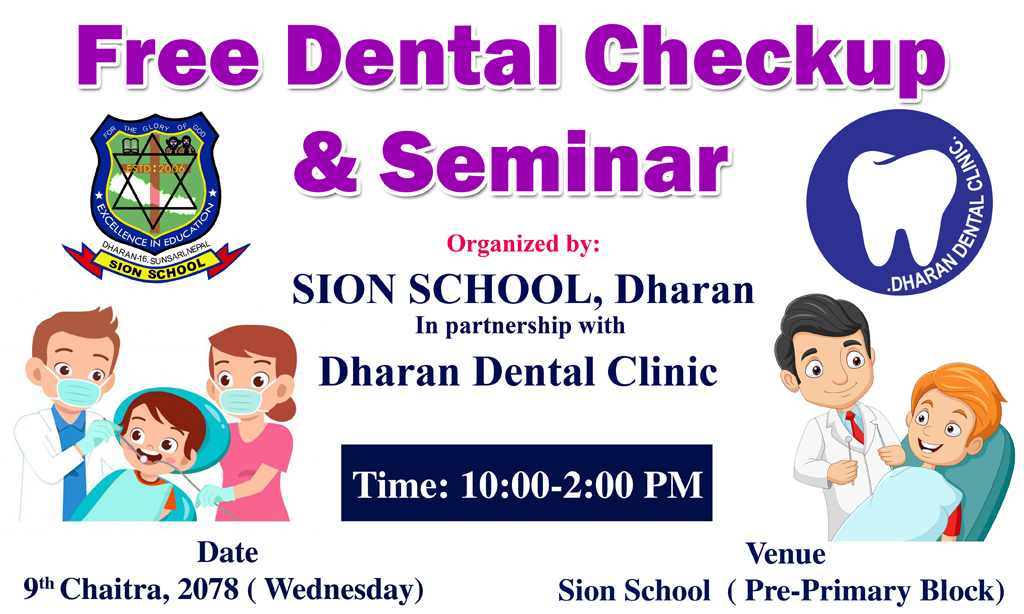 Free Dental Checkup
& Seminar
FOR THE GLORY OF GOD
ESTD:2006
EXCELLENCE IN EDUCATION
DHARAN-16, SUNSARI, NEPAL
SION SCHOOL
.DHARAN DENTAL CLINIC.
Organized by:
SION SCHOOL, Dharan
In partnership with
Dharan Dental Clinic
Time: 10:00-2:00 PM
Date
9th Chaitra, 2078 ( Wednesday)
Venue
Sion School ( Pre-Primary Block)